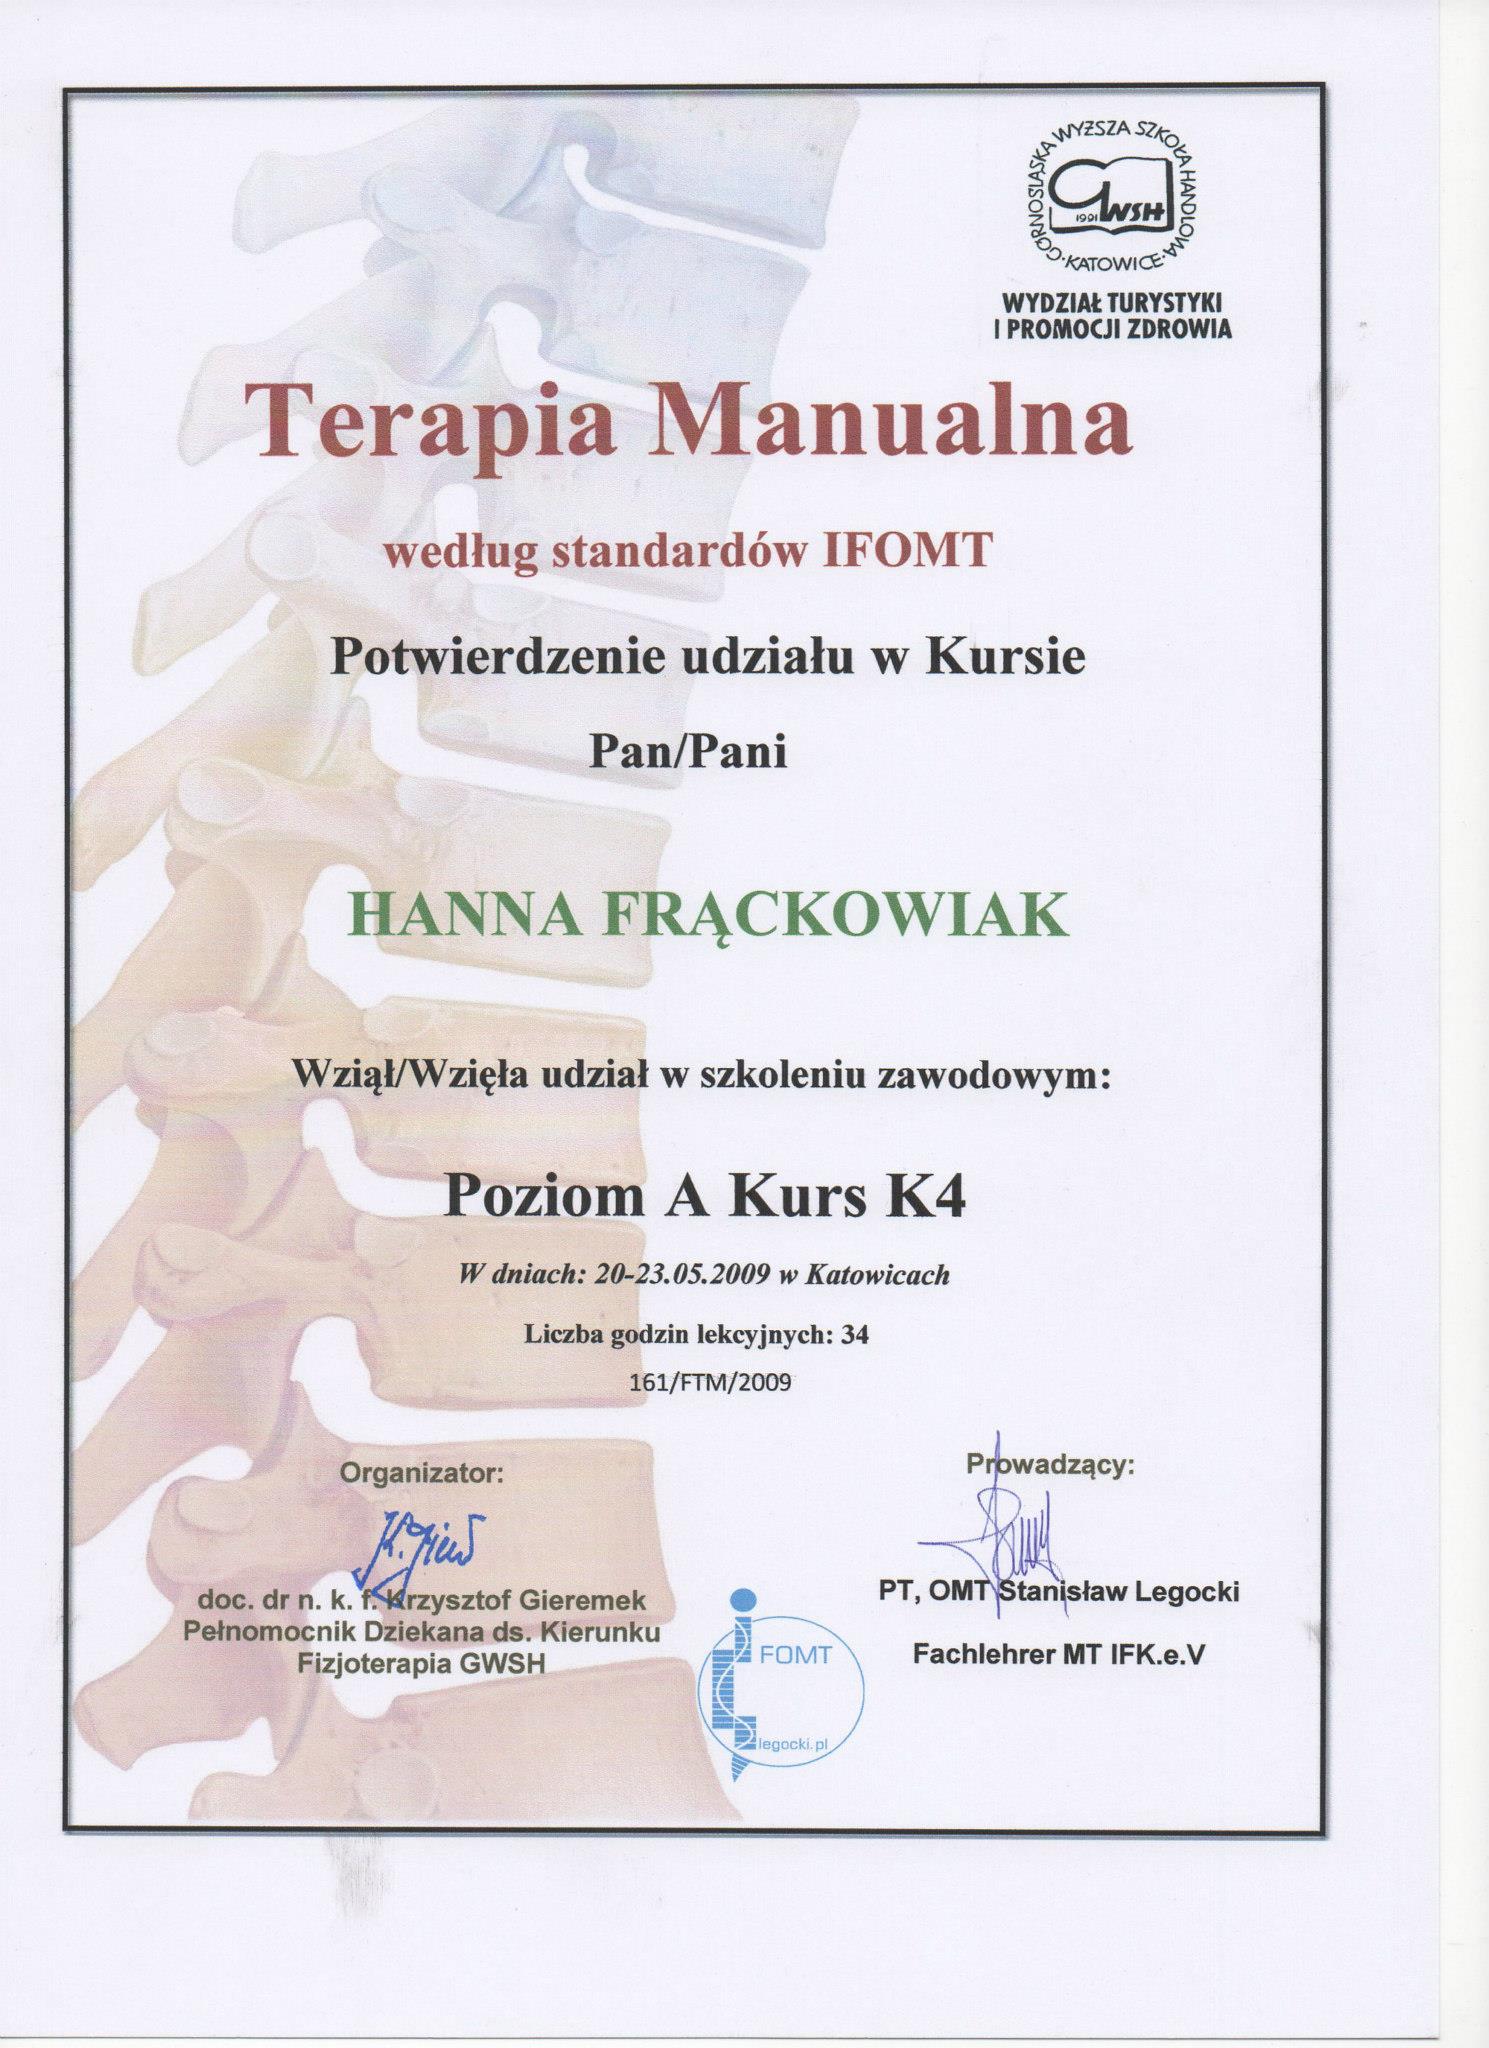 GÓRNOŚLĄSKA WYŻSZA SZKOŁA HANDLOWA
·KATOWICE·
1991 GWSH
WYDZIAŁ TURYSTYKI
I PROMOCJI ZDROWIA
Terapia Manualna
według standardów IFOMT
Potwierdzenie udziału w Kursie
Pan/Pani
HANNA FRĄCKOWIAK
Wziął/Wzięła udział w szkoleniu zawodowym:
Poziom A Kurs K4
W dniach: 20-23.05.2009 w Katowicach
Liczba godzin lekcyjnych: 34
161/FTM/2009
Organizator:
doc. dr n. k. f. Krzysztof Gieremek
Pełnomocnik Dziekana ds. Kierunku
Fizjoterapia GWSH
Prowadzący:
PT, OMT Stanisław Legocki
Fachlehrer MT IFK.e.V
FOMT
legocki.pl